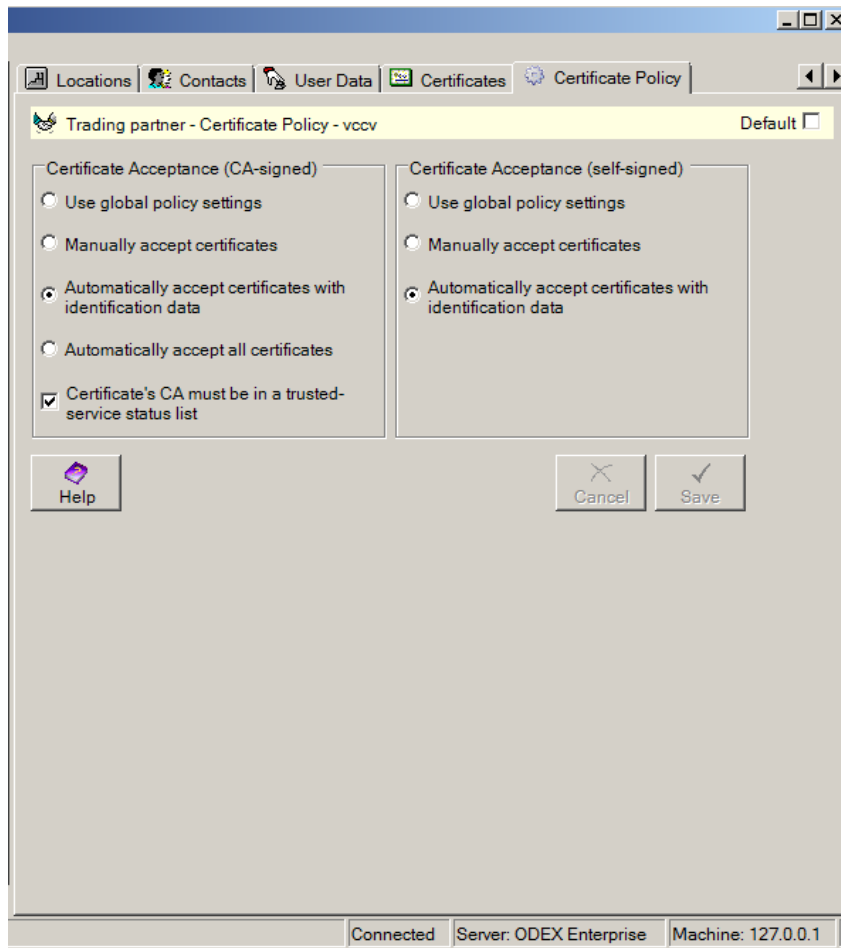 Locations Contacts User Data Certificates Certificate Policy
Trading partner - Certificate Policy - vccv Default
Certificate Acceptance (CA-signed)
Use global policy settings
Manually accept certificates
Automatically accept certificates with
identification data
Automatically accept all certificates
Certificate's CA must be in a trusted-
service status list
Certificate Acceptance (self-signed)
Use global policy settings
Manually accept certificates
Automatically accept certificates with
identification data
Help Cancel Save
Connected Server: ODEX Enterprise Machine: 127.0.0.1